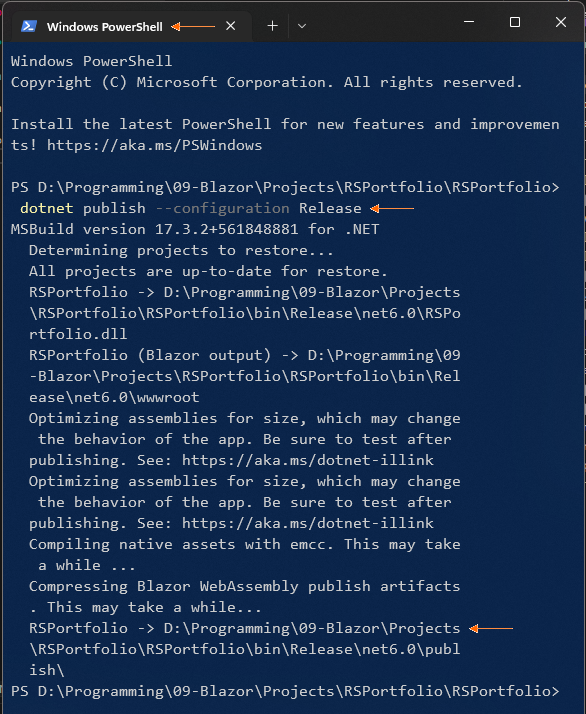 Windows PowerShell
Windows PowerShell
Copyright (C) Microsoft Corporation. All rights reserved.
Install the latest PowerShell for new features and improvemen
ts! https://aka.ms/PSWindows
PS D:\Programming\09-Blazor\Projects\RSPortfolio\RSPortfolio>
dotnet publish --configuration Release
MSBuild version 17.3.2+561848881 for .NET
Determining projects to restore...
All projects are up-to-date for restore.
RSPortfolio -> D:\Programming\09-Blazor\Projects
\RSPortfolio\RSPortfolio\bin\Release\net6.0\RSPo
rtfolio.dll
RSPortfolio (Blazor output) -> D:\Programming\09
-Blazor\Projects\RSPortfolio\RSPortfolio\bin\Rel
ease\net6.0\wwwroot
Optimizing assemblies for size, which may change
the behavior of the app. Be sure to test after
publishing. See: https://aka.ms/dotnet-illink
Optimizing assemblies for size, which may change
the behavior of the app. Be sure to test after
publishing. See: https://aka.ms/dotnet-illink
Compiling native assets with emcc. This may take
a while ...
Compressing Blazor WebAssembly publish artifacts
. This may take a while...
RSPortfolio -> D:\Programming\09-Blazor\Projects
\RSPortfolio\RSPortfolio\bin\Release\net6.0\publ
ish\
PS D:\Programming\09-Blazor\Projects\RSPortfolio\RSPortfolio>